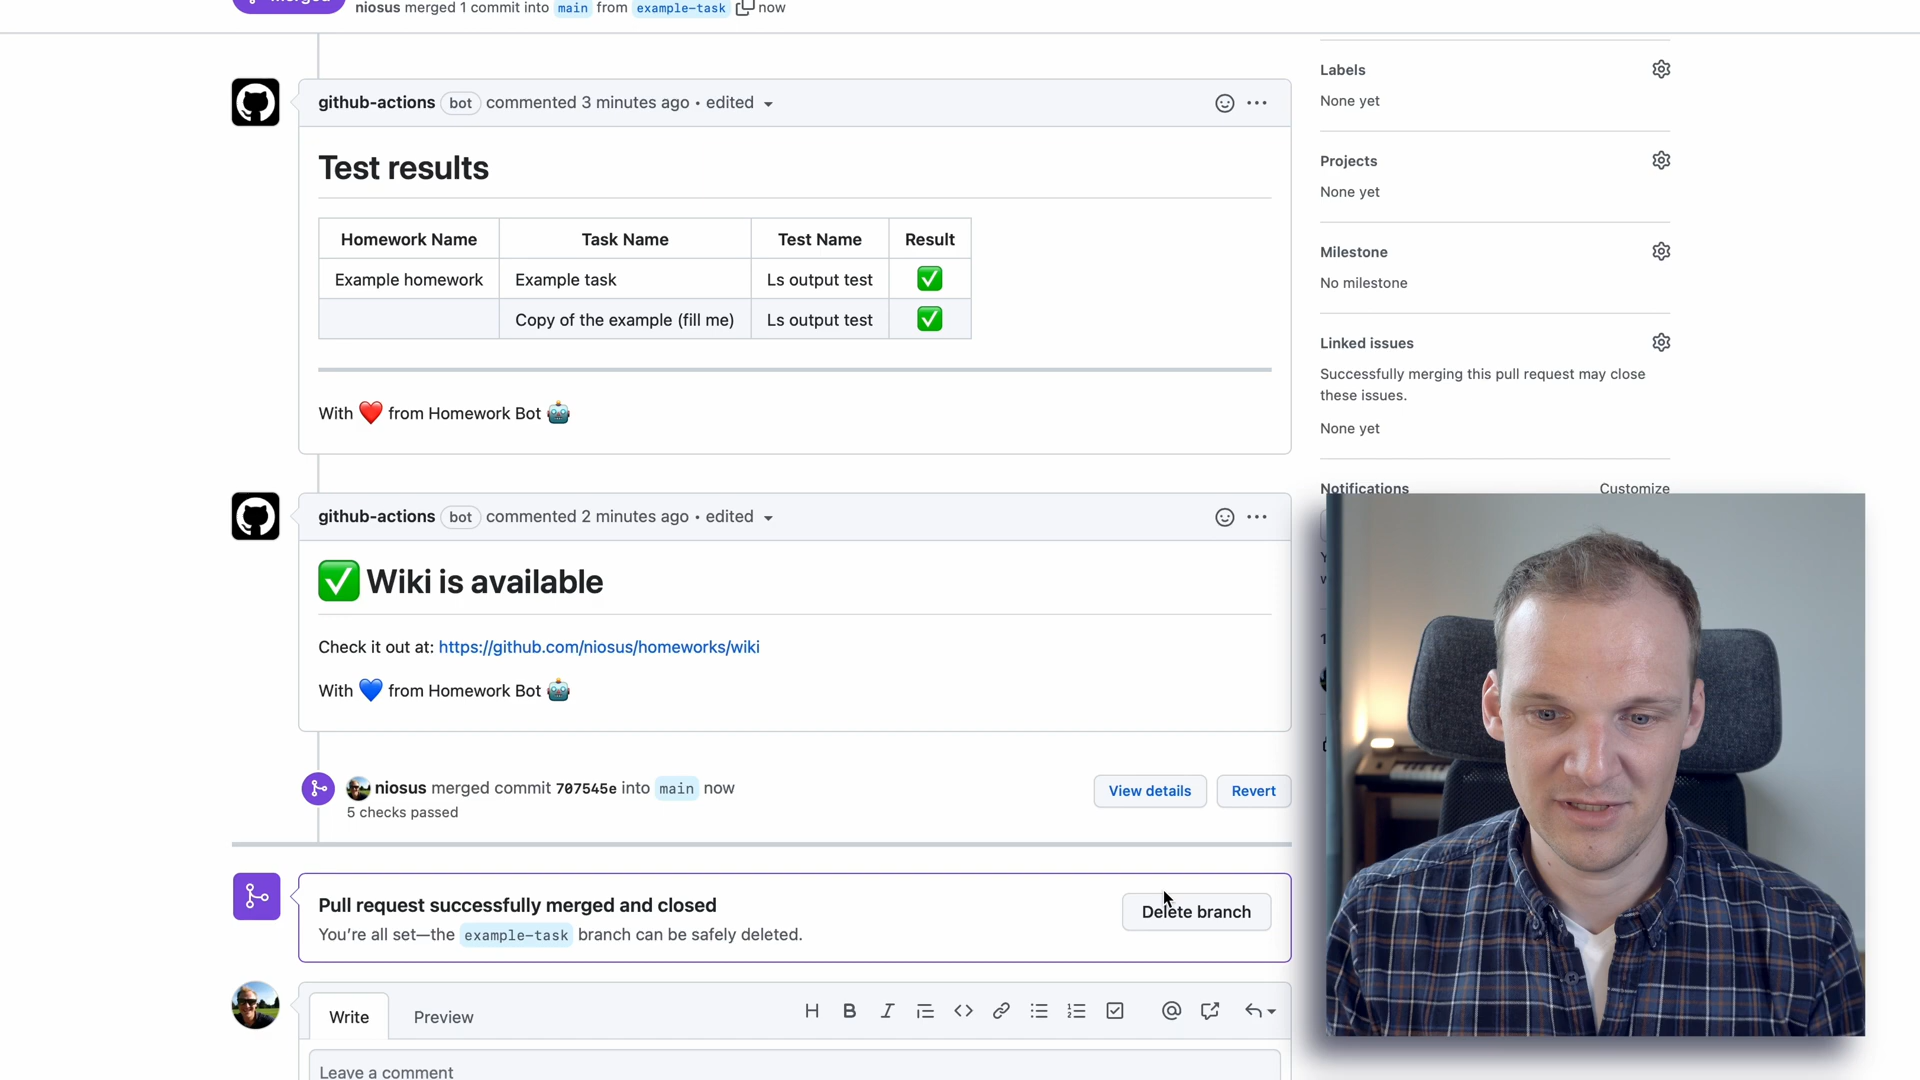 Merged
niosus merged 1 commit into main from example-task now
github-actions bot commented 3 minutes ago • edited
Test results
Homework Name Task Name Test Name Result
Example homework Example task Ls output test ✅
Copy of the example (fill me) Ls output test ✅
With ❤️ from Homework Bot 🤖
github-actions bot commented 2 minutes ago • edited
✅ Wiki is available
Check it out at: https://github.com/niosus/homeworks/wiki
With 💙 from Homework Bot 🤖
niosus merged commit 707545e into main now
5 checks passed
View details
Revert
Pull request successfully merged and closed
You're all set—the example-task branch can be safely deleted.
Delete branch
Write
Preview
Leave a comment
Labels
None yet
Projects
None yet
Milestone
No milestone
Linked issues
Successfully merging this pull request may close
these issues.
None yet
Notifications
Customize